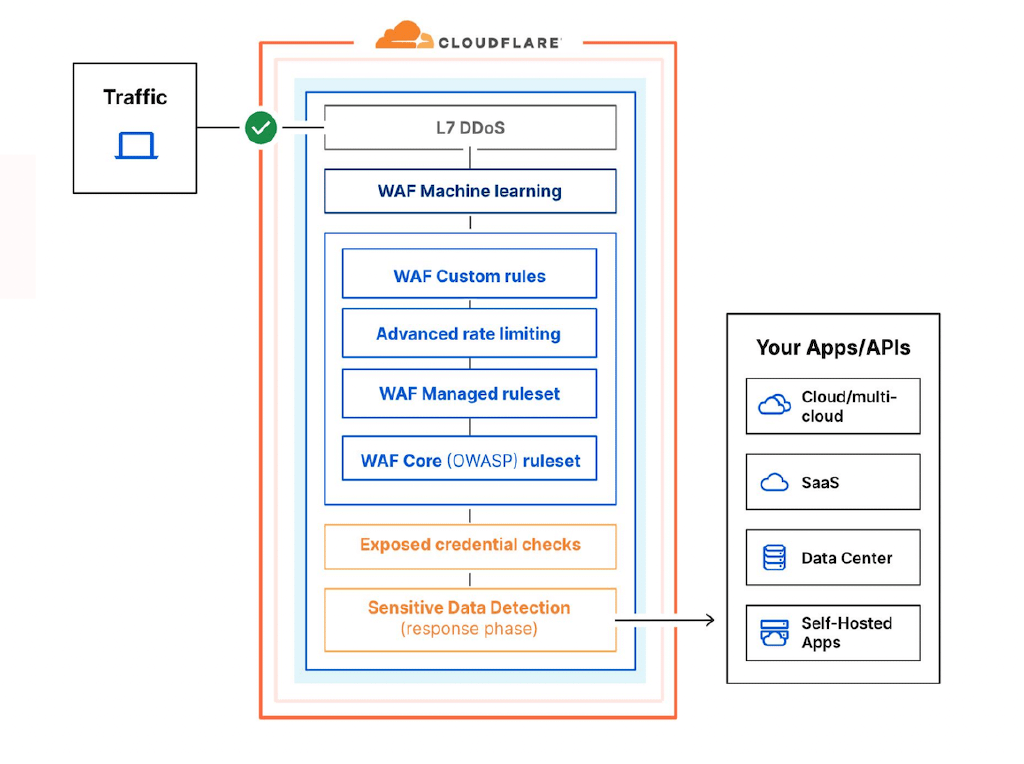 CLOUDFLARE
Traffic
L7 DDoS
WAF Machine learning
WAF Custom rules
Advanced rate limiting
WAF Managed ruleset
WAF Core (OWASP) ruleset
Exposed credential checks
Sensitive Data Detection
(response phase)
Your Apps/APIs
Cloud/multi-
cloud
SaaS
Data Center
Self-Hosted
Apps